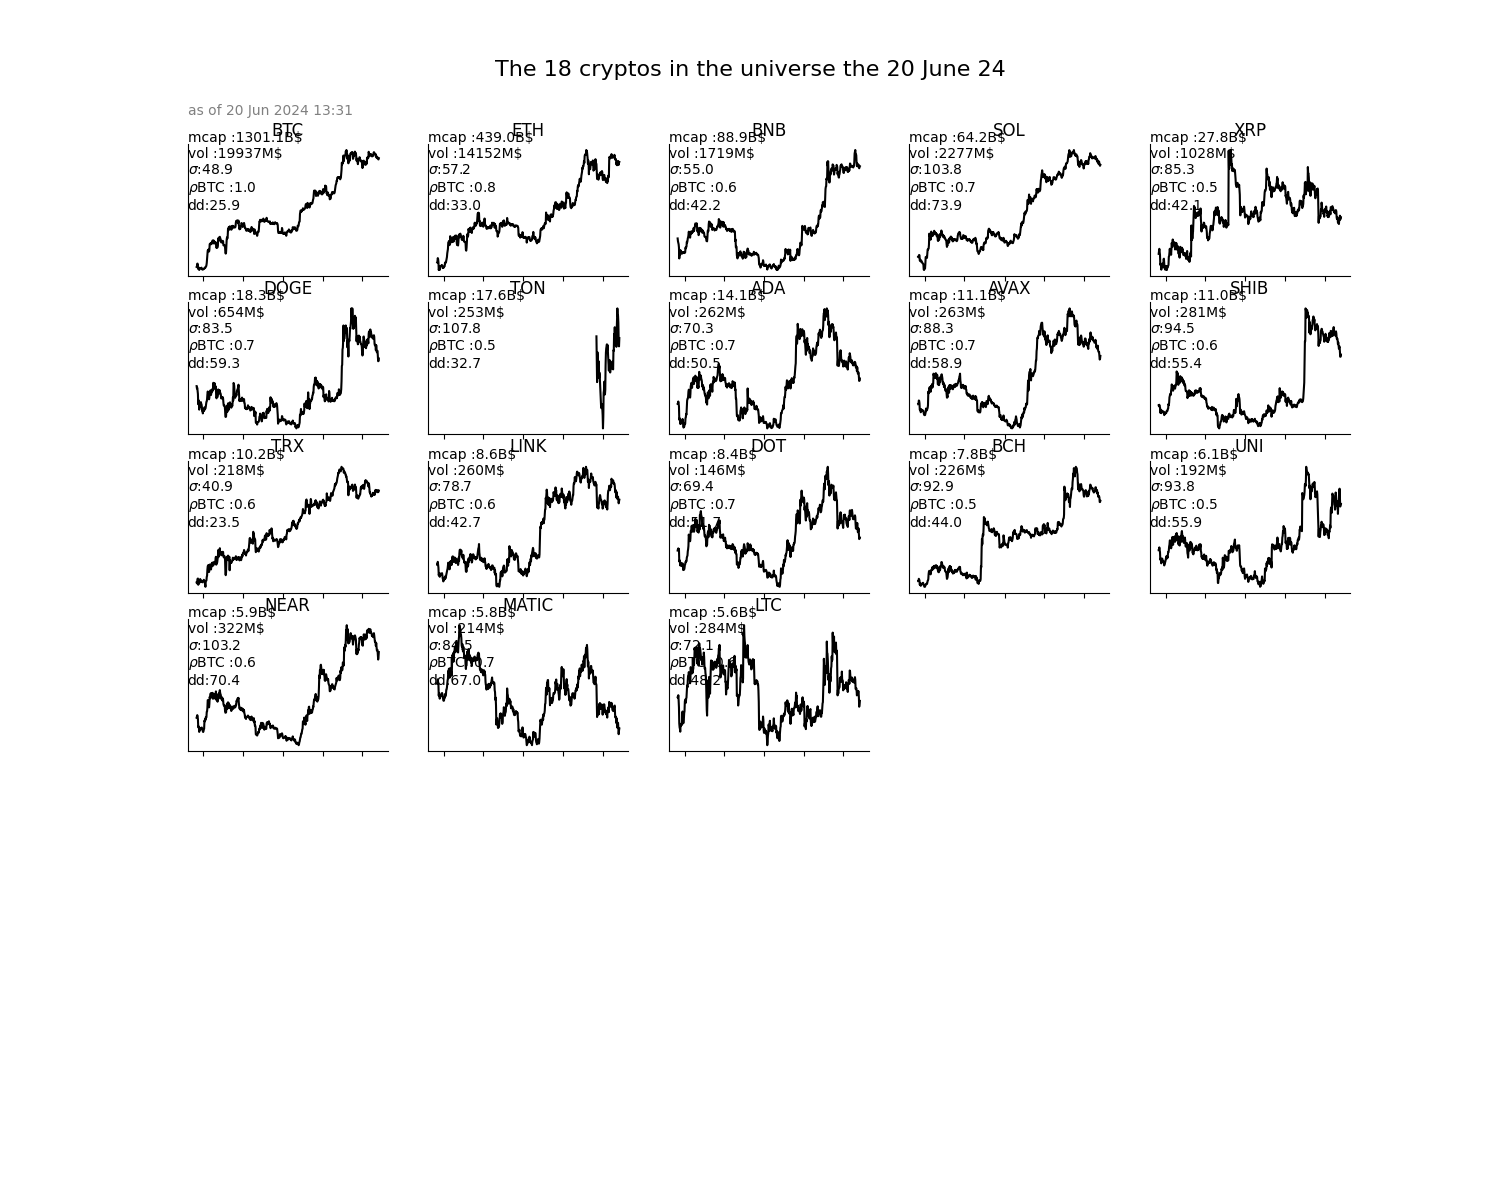 The 18 cryptos in the universe the 20 June 24
as of 20 Jun 2024 13:31
BTC
mcap :1301.1B$
vol :19937M$
σ:48.9
ρBTC :1.0
dd:25.9
ETH
mcap :439.0B$
vol :14152M$
σ:57.2
ρBTC :0.8
dd:33.0
BNB
mcap :88.9B$
vol :1719M$
σ:55.0
ρBTC :0.6
dd:42.2
SOL
mcap :64.2B$
vol :2277M$
σ:103.8
ρBTC :0.7
dd:73.9
XRP
mcap :27.8B$
vol :1028M$
σ:85.3
ρBTC :0.5
dd:42.1
DOGE
mcap :18.3B$
vol :654M$
σ:83.5
ρBTC :0.7
dd:59.3
TON
mcap :17.6B$
vol :253M$
σ:107.8
ρBTC :0.5
dd:32.7
ADA
mcap :14.1B$
vol :262M$
σ:70.3
ρBTC :0.7
dd:50.5
AVAX
mcap :11.1B$
vol :263M$
σ:88.3
ρBTC :0.7
dd:58.9
SHIB
mcap :11.0B$
vol :281M$
σ:94.5
ρBTC :0.6
dd:55.4
TRX
mcap :10.2B$
vol :218M$
σ:40.9
ρBTC :0.6
dd:23.5
LINK
mcap :8.6B$
vol :260M$
σ:78.7
ρBTC :0.6
dd:42.7
DOT
mcap :8.4B$
vol :146M$
σ:69.4
ρBTC :0.7
BCH
mcap :7.8B$
vol :226M$
σ:92.9
ρBTC :0.5
dd:44.0
UNI
mcap :6.1B$
vol :192M$
σ:93.8
ρBTC :0.5
dd:55.9
NEAR
mcap :5.9B$
vol :322M$
σ:103.2
ρBTC :0.6
dd:70.4
MATIC
mcap :5.8B$
vol :214M$
σ:84.5
ρBTC :0.7
dd:67.0
LTC
mcap :5.6B$
vol :284M$
σ:72.1
ρBTC
dd:48.2